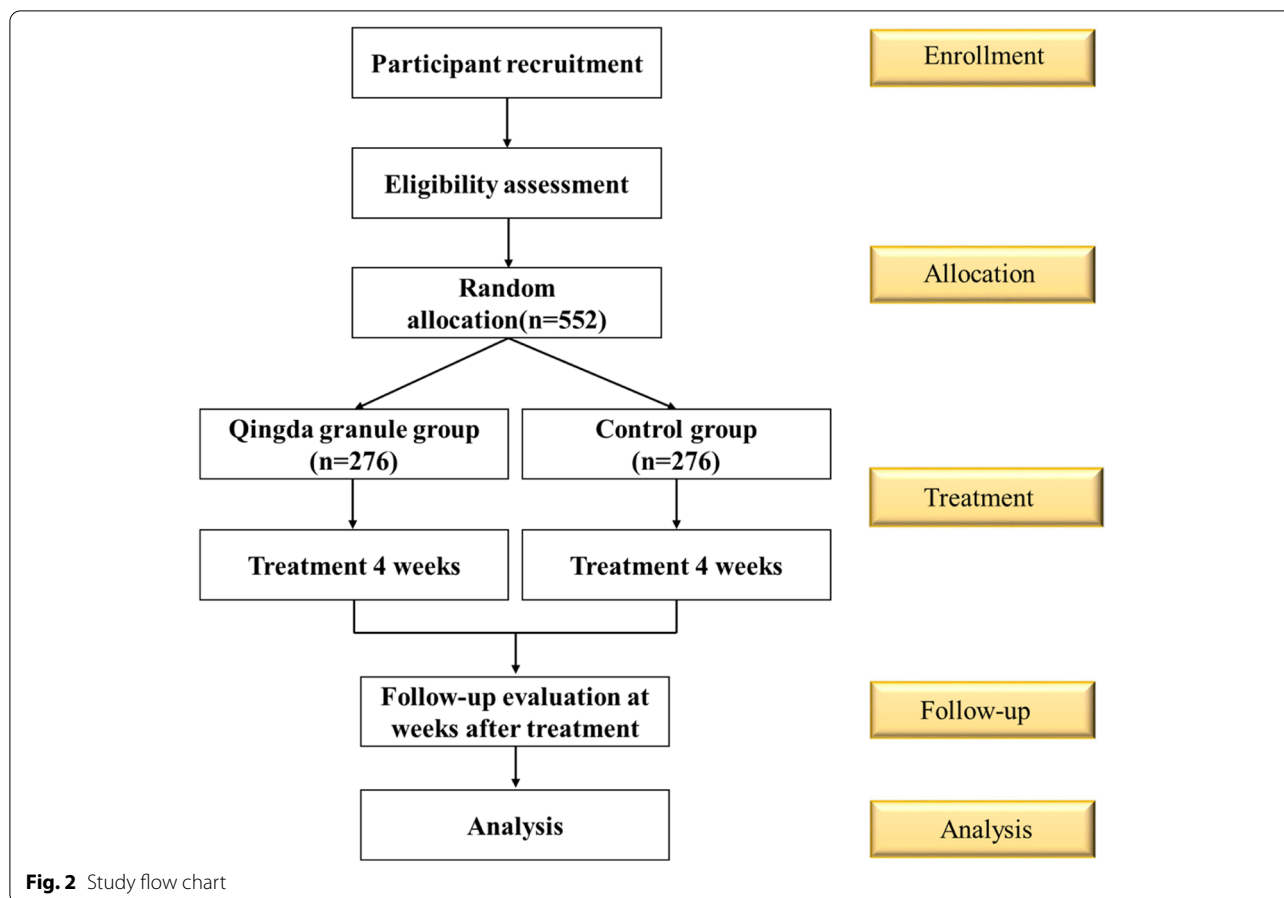 Participant recruitment
Enrollment
Eligibility assessment
Allocation
Random
allocation(n=552)
Qingda granule group
(n=276)
Control group
(n=276)
Treatment
Treatment 4 weeks
Treatment 4 weeks
Follow-up evaluation at
weeks after treatment
Follow-up
Analysis
Analysis
Fig. 2 Study flow chart